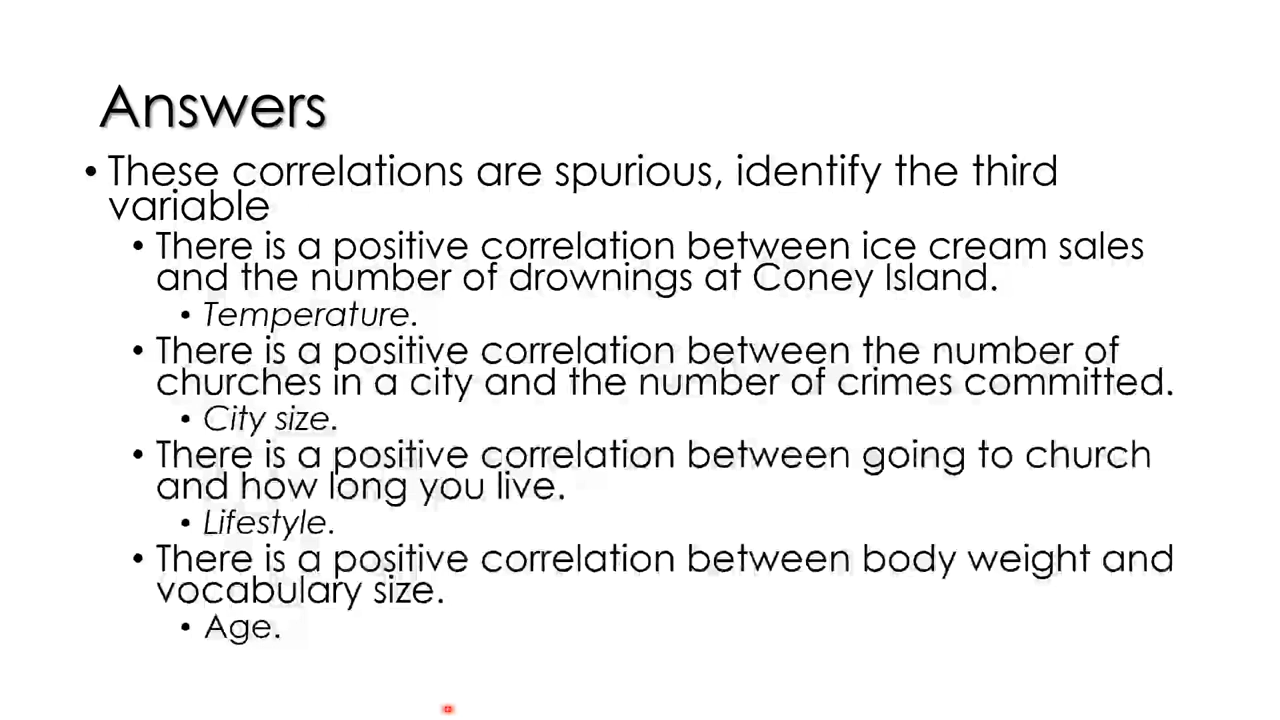 Answers
• These correlations are spurious, identify the third
variable
• There is a positive correlation between ice cream sales
and the number of drownings at Coney Island.
• Temperature.
• There is a positive correlation between the number of
churches in a city and the number of crimes committed.
• City size.
• There is a positive correlation between going to church
and how long you live.
• Lifestyle.
• There is a positive correlation between body weight and
vocabulary size.
• Age.